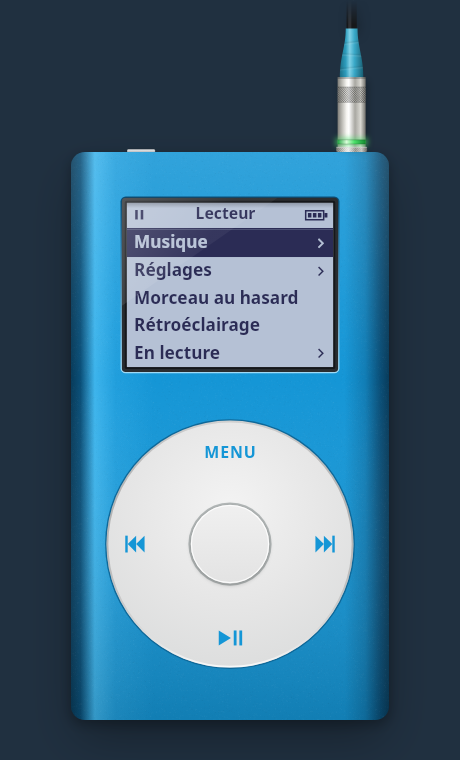 Lecteur
Musique
Réglages
Morceau au hasard
Rétroéclairage
En lecture
MENU